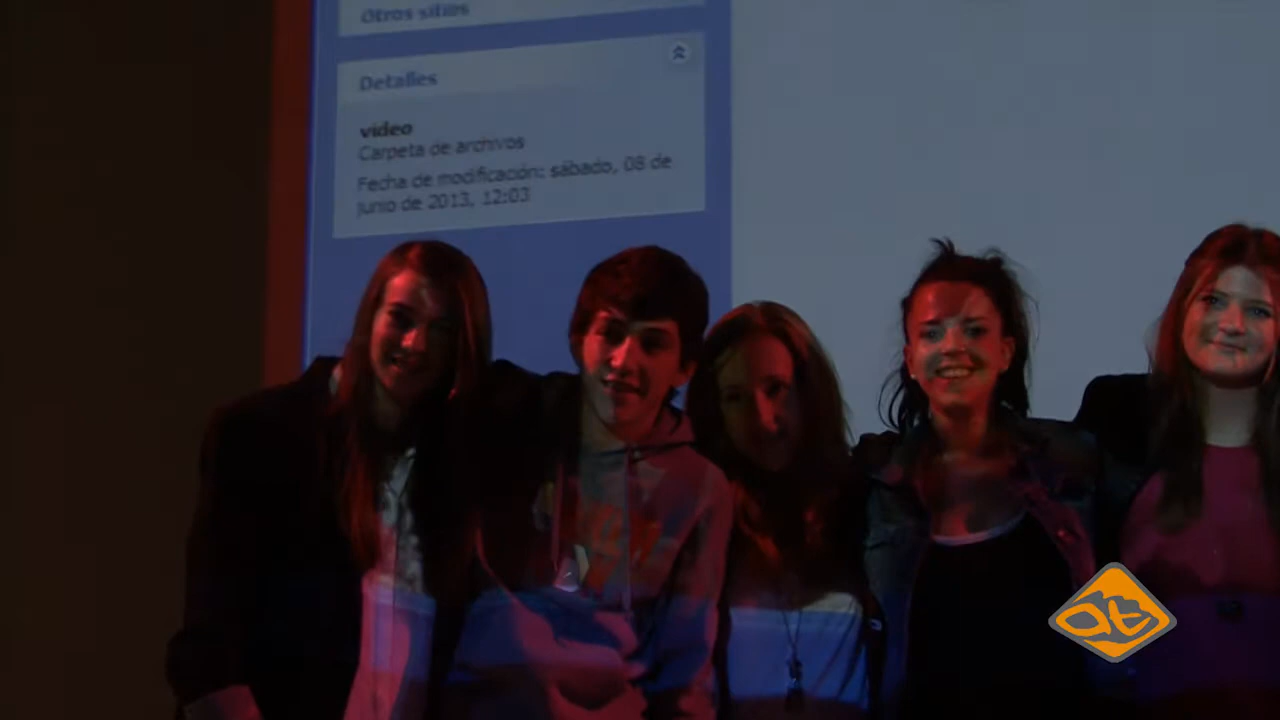 Otros sitios
Detalles
video
Carpeta de archivos
Fecha de modificación: sábado, 08 de
junio de 2013, 12:03